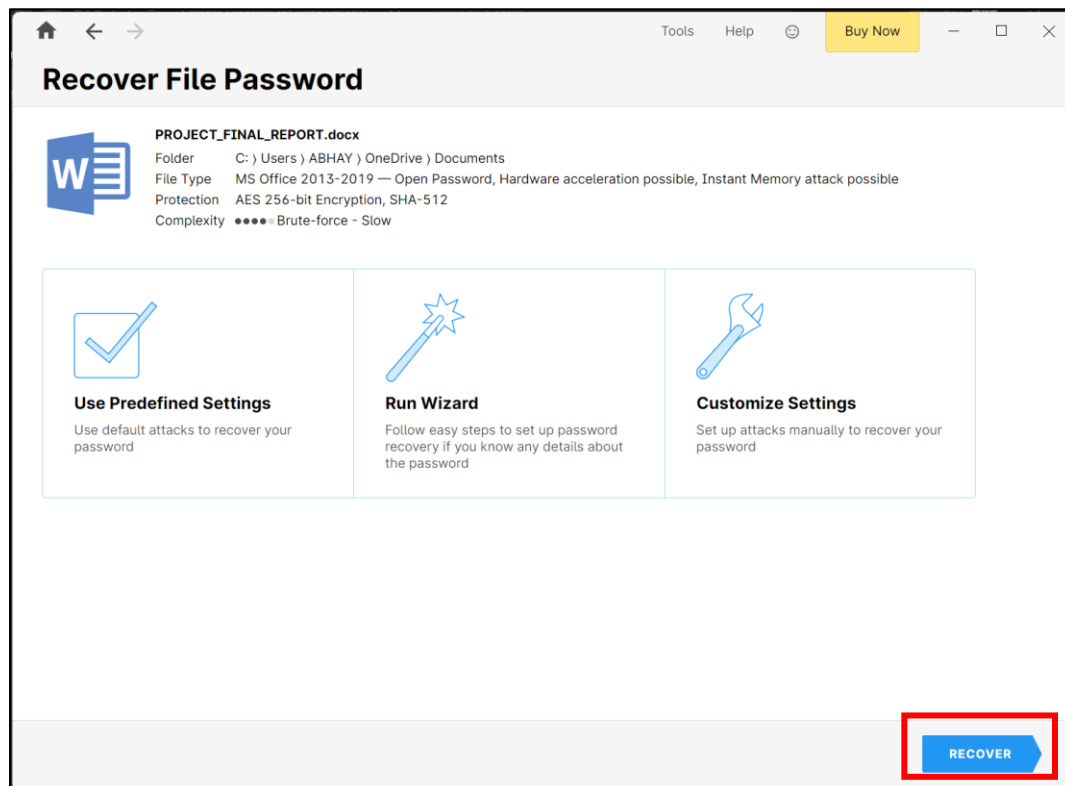 Tools Help Buy Now
Recover File Password
W
PROJECT_FINAL_REPORT.docx
Folder C: ⟩ Users ⟩ ABHAY ⟩ OneDrive ⟩ Documents
File Type MS Office 2013-2019 — Open Password, Hardware acceleration possible, Instant Memory attack possible
Protection AES 256-bit Encryption, SHA-512
Complexity Brute-force - Slow
Use Predefined Settings
Use default attacks to recover your
password
Run Wizard
Follow easy steps to set up password
recovery if you know any details about
the password
Customize Settings
Set up attacks manually to recover your
password
RECOVER